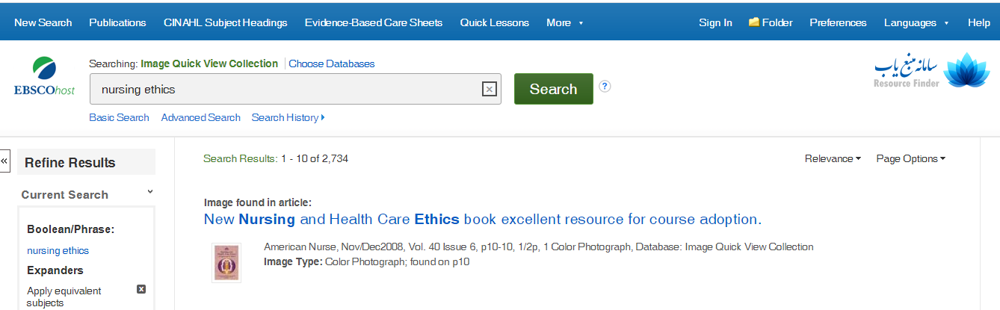 New Search Publications CINAHL Subject Headings Evidence-Based Care Sheets Quick Lessons More Sign In Folder Preferences Languages Help
Searching: Image Quick View Collection Choose Databases
EBSCOhost
nursing ethics
Search
?
سامانه منبع یاب
Resource Finder
Basic Search Advanced Search Search History
«
Refine Results
Current Search
Boolean/Phrase:
nursing ethics
Expanders
Apply equivalent
subjects
Search Results: 1 - 10 of 2,734
Relevance Page Options
Image found in article:
New Nursing and Health Care Ethics book excellent resource for course adoption.
American Nurse, Nov/Dec2008, Vol. 40 Issue 6, p10-10, 1/2p, 1 Color Photograph, Database: Image Quick View Collection
Image Type: Color Photograph; found on p10